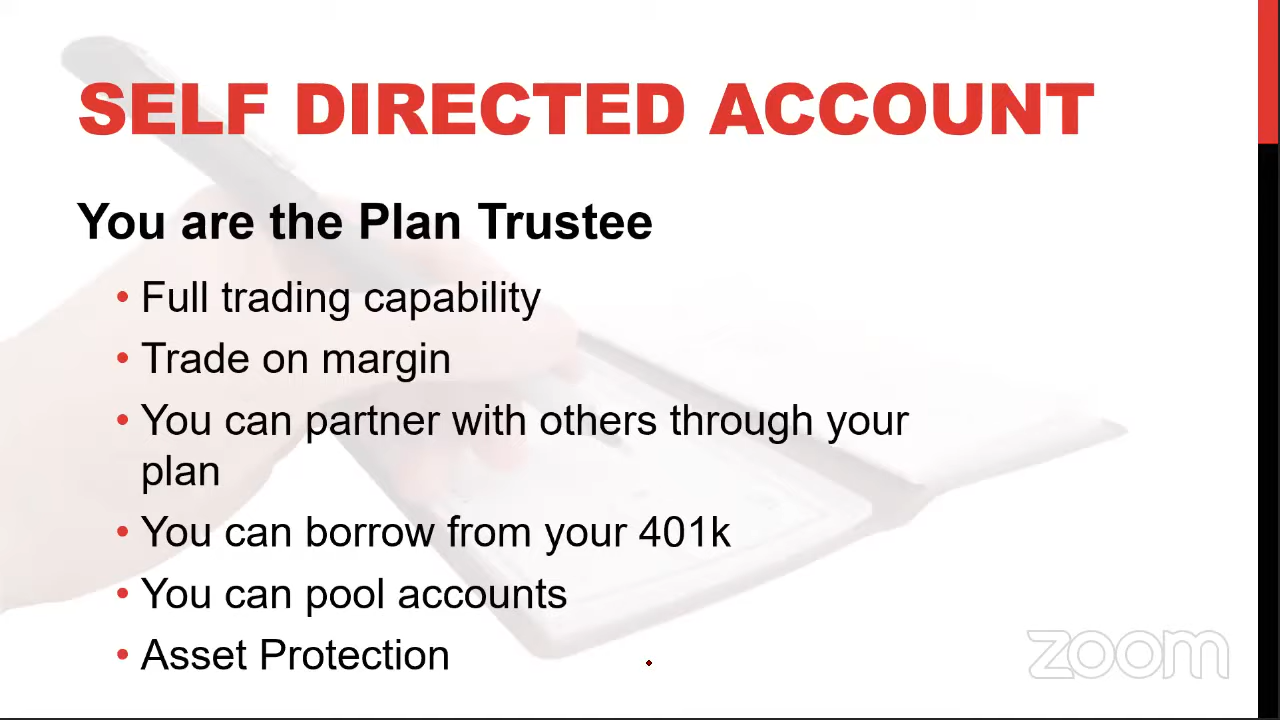 SELF DIRECTED ACCOUNT
You are the Plan Trustee
• Full trading capability
• Trade on margin
• You can partner with others through your
plan
• You can borrow from your 401k
• You can pool accounts
• Asset Protection
zoom